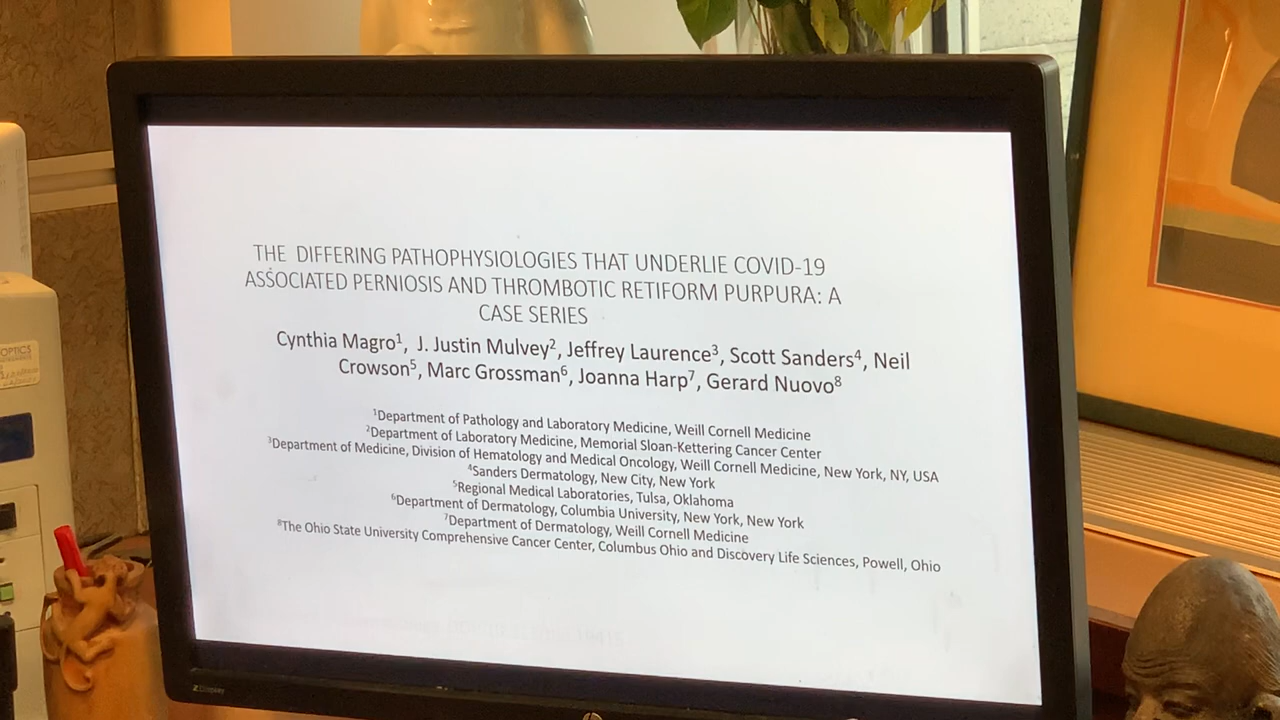 THE DIFFERING PATHOPHYSIOLOGIES THAT UNDERLIE COVID-19
ASSOCIATED PERNIOSIS AND THROMBOTIC RETIFORM PURPURA: A
CASE SERIES
Cynthia Magro¹, J. Justin Mulvey², Jeffrey Laurence³, Scott Sanders⁴, Neil
Crowson⁵, Marc Grossman⁶, Joanna Harp⁷, Gerard Nuovo⁸
¹Department of Pathology and Laboratory Medicine, Weill Cornell Medicine
²Department of Laboratory Medicine, Memorial Sloan-Kettering Cancer Center
³Department of Medicine, Division of Hematology and Medical Oncology, Weill Cornell Medicine, New York, NY, USA
⁴Sanders Dermatology, New City, New York
⁵Regional Medical Laboratories, Tulsa, Oklahoma
⁶Department of Dermatology, Columbia University, New York, New York
⁷Department of Dermatology, Weill Cornell Medicine
⁸The Ohio State University Comprehensive Cancer Center, Columbus Ohio and Discovery Life Sciences, Powell, Ohio
OPTICS